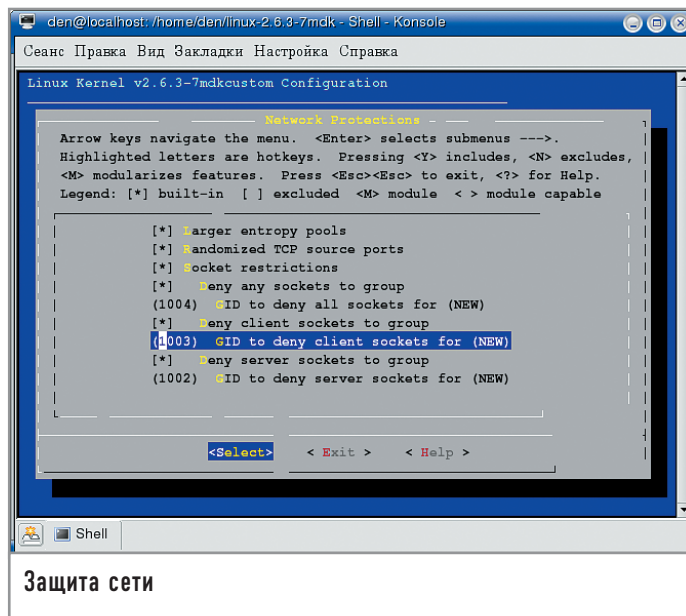 den@localhost: /home/den/linux-2.6.3-7mdk - Shell - Konsole
Сеанс Правка Вид Закладки Настройка Справка
Linux Kernel v2.6.3-7mdkcustom Configuration
Network Protections
Arrow keys navigate the menu. <Enter> selects submenus --->.
Highlighted letters are hotkeys. Pressing <Y> includes, <N> excludes,
<M> modularizes features. Press <Esc><Esc> to exit, <?> for Help.
Legend: [*] built-in [ ] excluded <M> module < > module capable
[*] Larger entropy pools
[*] Randomized TCP source ports
[*] Socket restrictions
[*] Deny any sockets to group
(1004) GID to deny all sockets for (NEW)
[*] Deny client sockets to group
(1003) GID to deny client sockets for (NEW)
[*] Deny server sockets to group
(1002) GID to deny server sockets for (NEW)
<Select> < Exit > < Help >
Shell
Защита сети